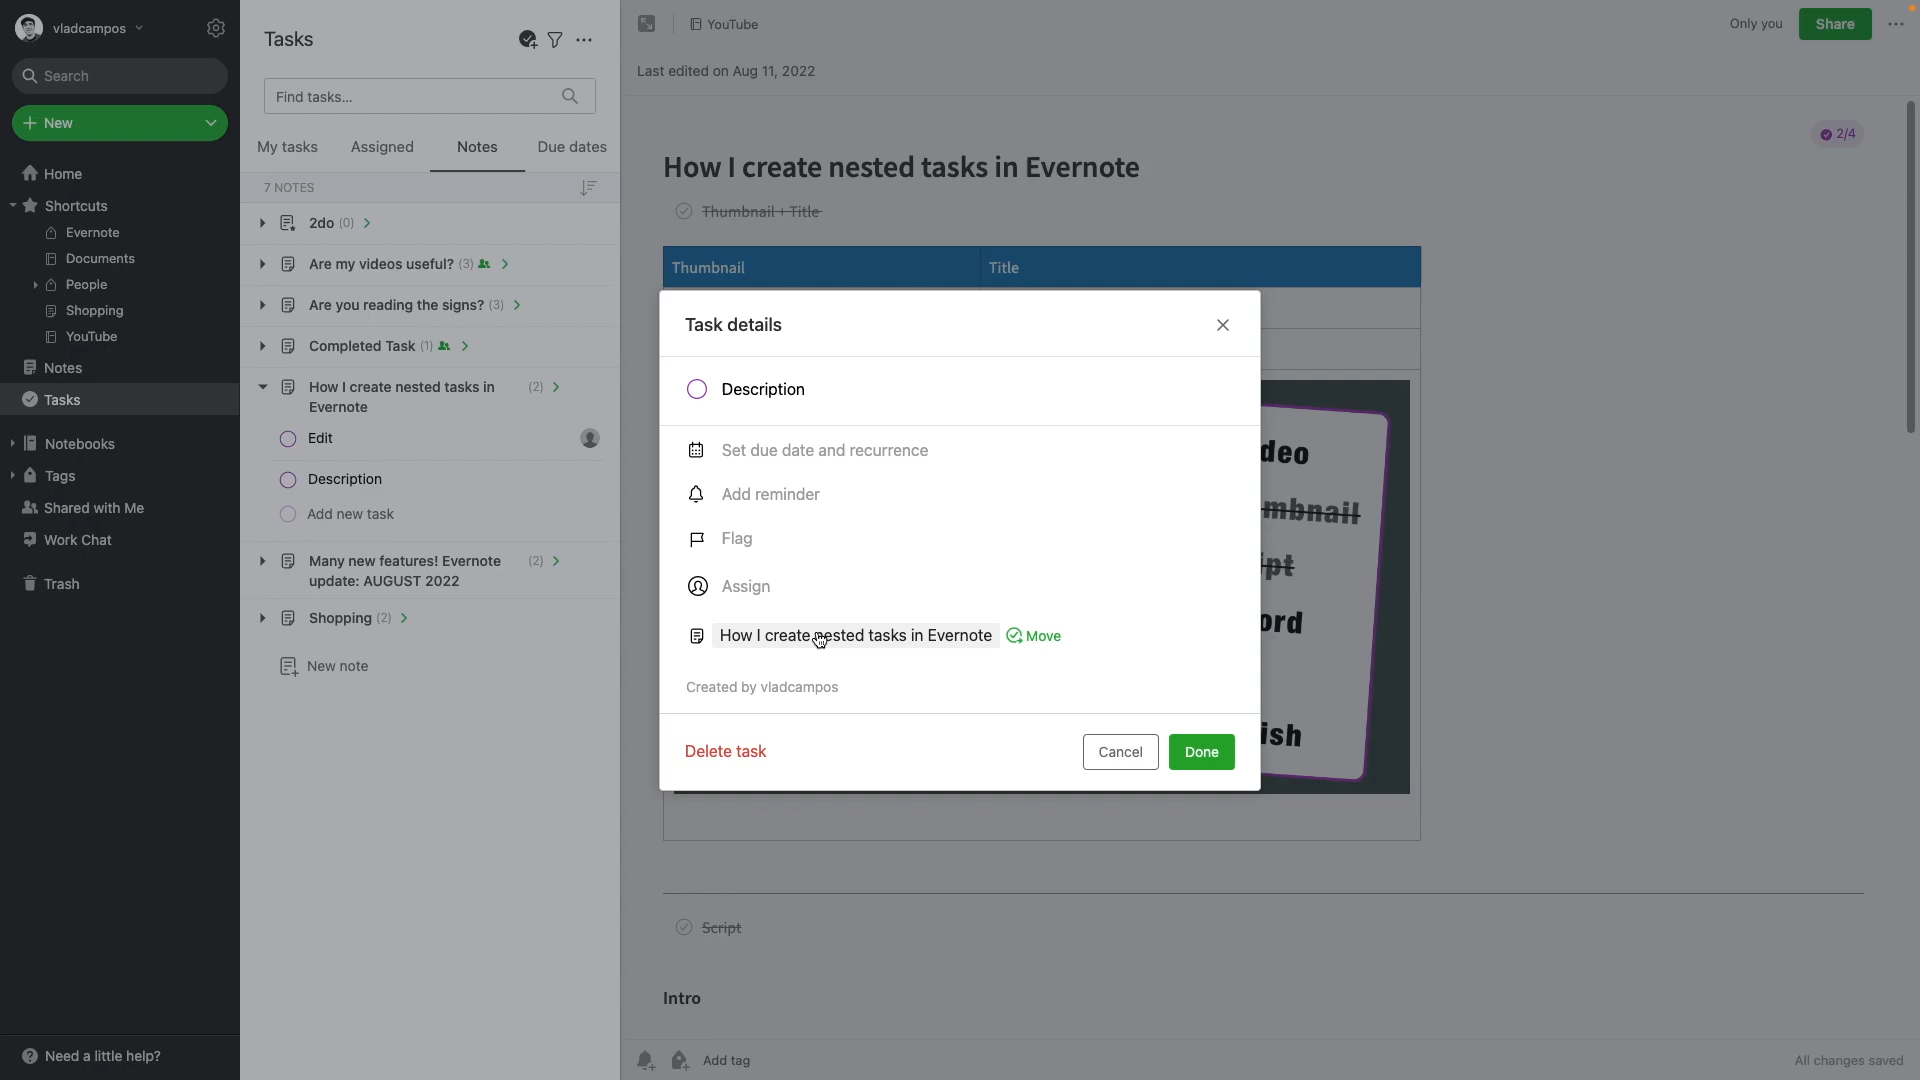 vladcampos
Search
New
Home
Shortcuts
Evernote
Documents
People
Shopping
YouTube
Notes
Tasks
Notebooks
Tags
Shared with Me
Work Chat
Trash
Need a little help?
Tasks
Find tasks...
My tasks
Assigned
Notes
Due dates
7 NOTES
2do (0)
Are my videos useful? (3)
Are you reading the signs? (3)
Completed Task (1)
How I create nested tasks in (2)
Evernote
Edit
Description
Add new task
Many new features! Evernote (2)
update: AUGUST 2022
Shopping (2)
New note
YouTube
Only you
Share
Last edited on Aug 11, 2022
2/4
How I create nested tasks in Evernote
Thumbnail + Title
Thumbnail
Title
Task details
Description
Set due date and recurrence
Add reminder
Flag
Assign
How I create nested tasks in Evernote
Move
Created by vladcampos
Delete task
Cancel
Done
deo
mbnail
ipt
ord
ish
Script
Intro
Add tag
All changes saved